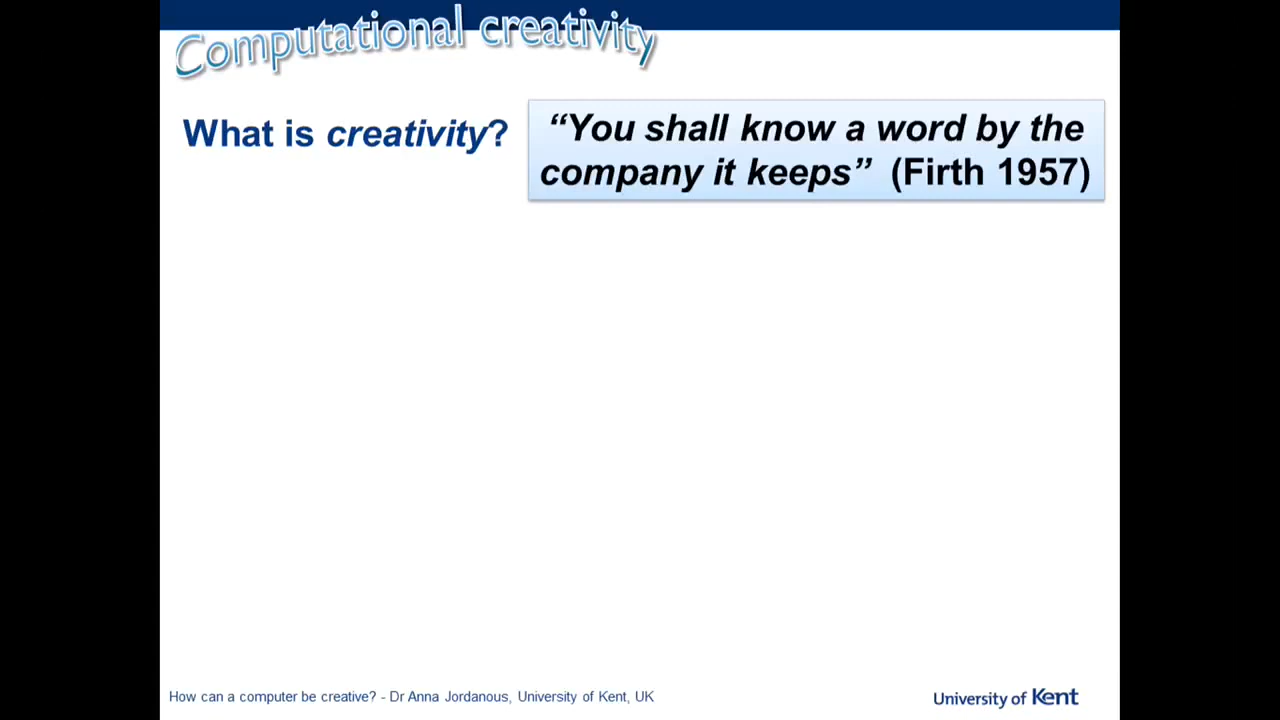 Computational creativity
What is creativity?
“You shall know a word by the
company it keeps” (Firth 1957)
How can a computer be creative? - Dr Anna Jordanous, University of Kent, UK
University of Kent